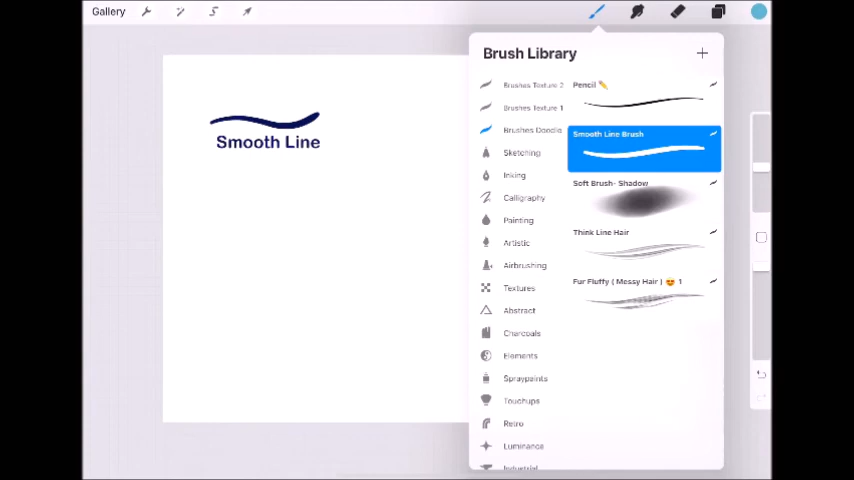 Gallery
Smooth Line
Brush Library
Brushes Texture 2
Brushes Texture 1
Brushes Doodle
Sketching
Inking
Calligraphy
Painting
Artistic
Airbrushing
Textures
Abstract
Charcoals
Elements
Spraypaints
Touchups
Retro
Luminance
Industrial
Pencil ✏️
Smooth Line Brush
Soft Brush- Shadow
Think Line Hair
Fur Fluffy ( Messy Hair ) 😍 1